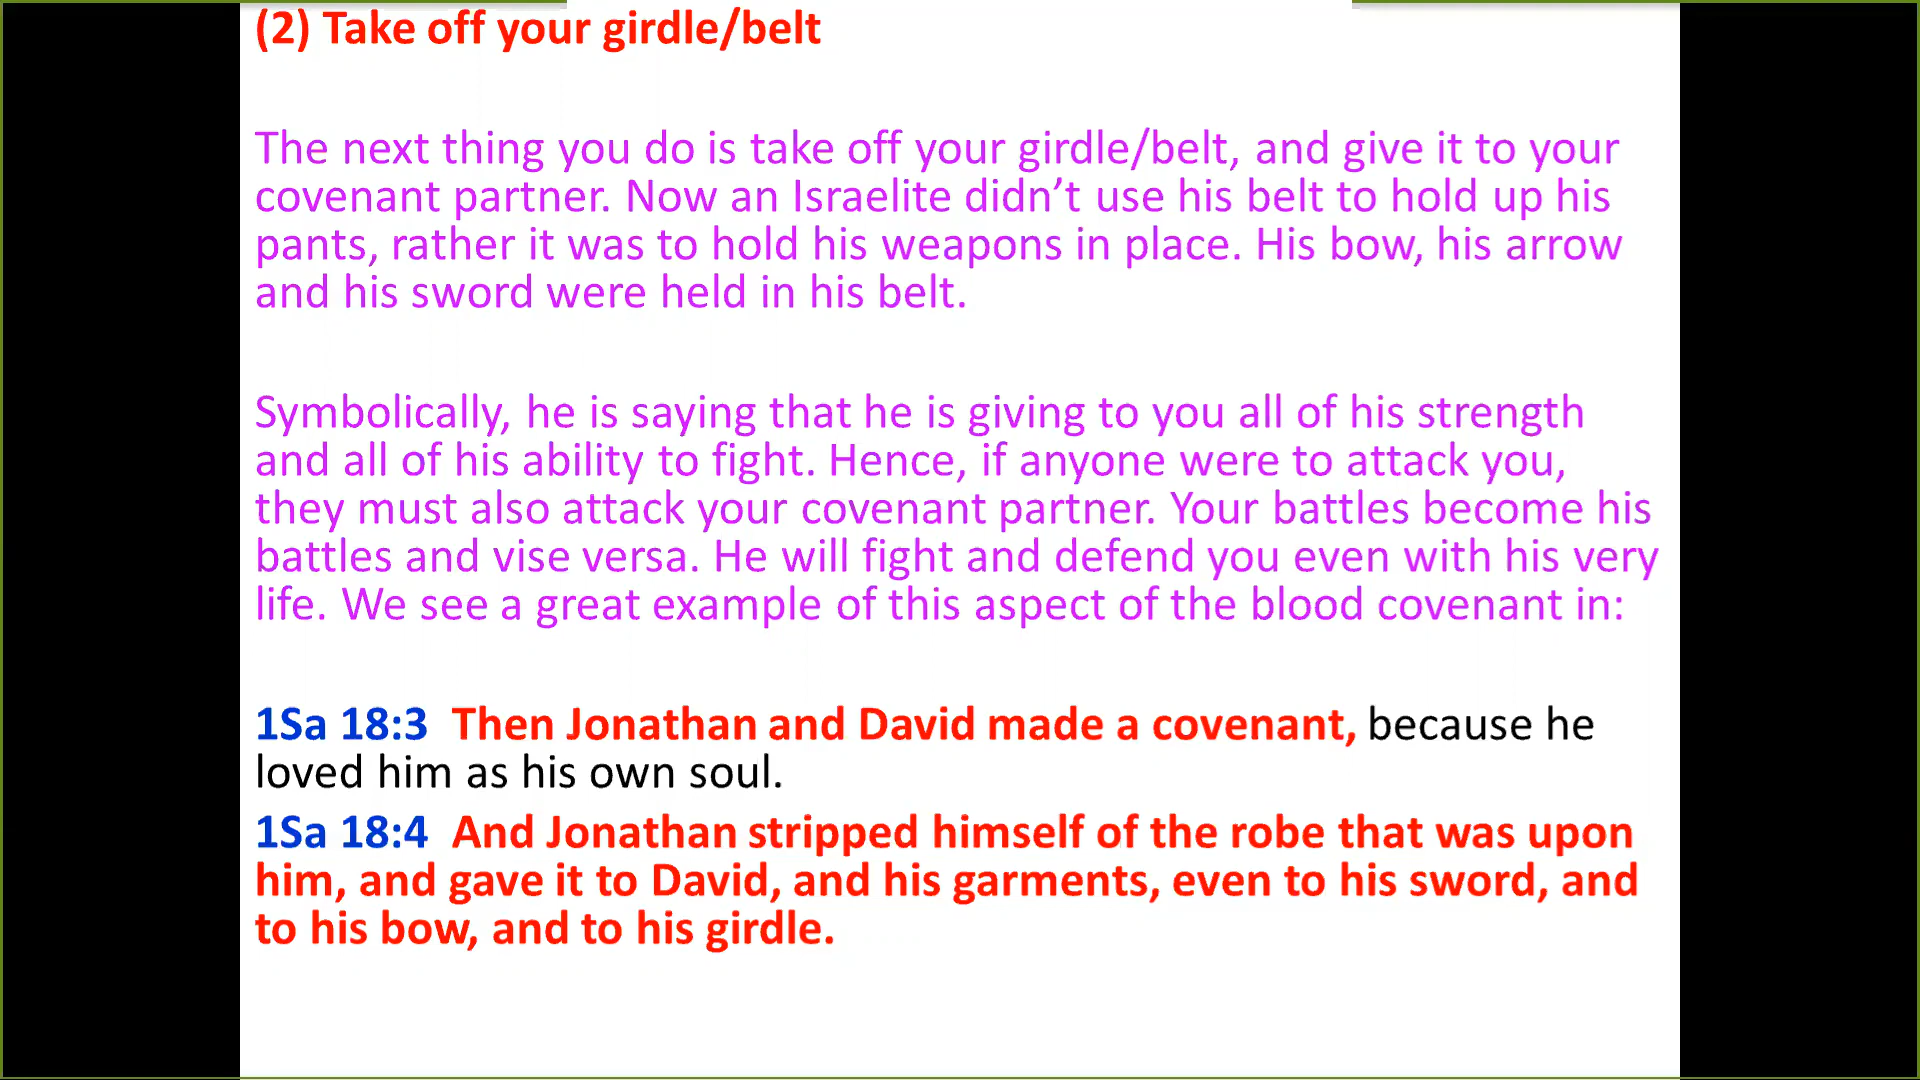 (2) Take off your girdle/belt
The next thing you do is take off your girdle/belt, and give it to your
covenant partner. Now an Israelite didn’t use his belt to hold up his
pants, rather it was to hold his weapons in place. His bow, his arrow
and his sword were held in his belt.
Symbolically, he is saying that he is giving to you all of his strength
and all of his ability to fight. Hence, if anyone were to attack you,
they must also attack your covenant partner. Your battles become his
battles and vise versa. He will fight and defend you even with his very
life. We see a great example of this aspect of the blood covenant in:
1Sa 18:3 Then Jonathan and David made a covenant, because he
loved him as his own soul.
1Sa 18:4 And Jonathan stripped himself of the robe that was upon
him, and gave it to David, and his garments, even to his sword, and
to his bow, and to his girdle.